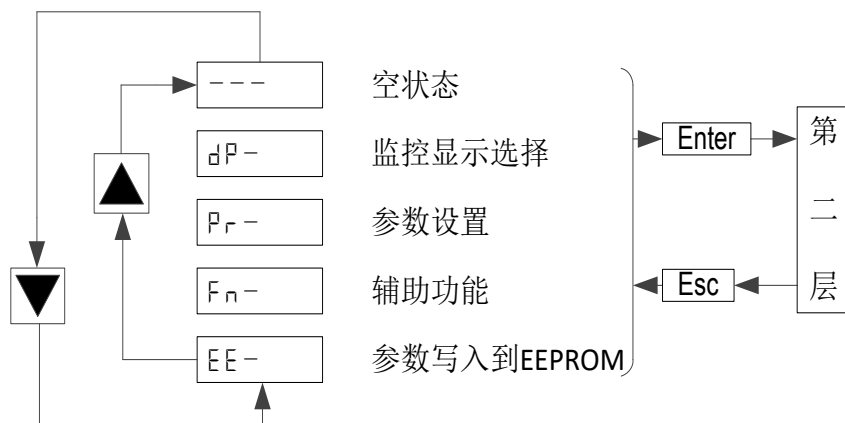 --- 空状态
dP- 监控显示选择
Pr- 参数设置
Fn- 辅助功能
EE- 参数写入到EEPROM
Enter
Esc
第
二
层